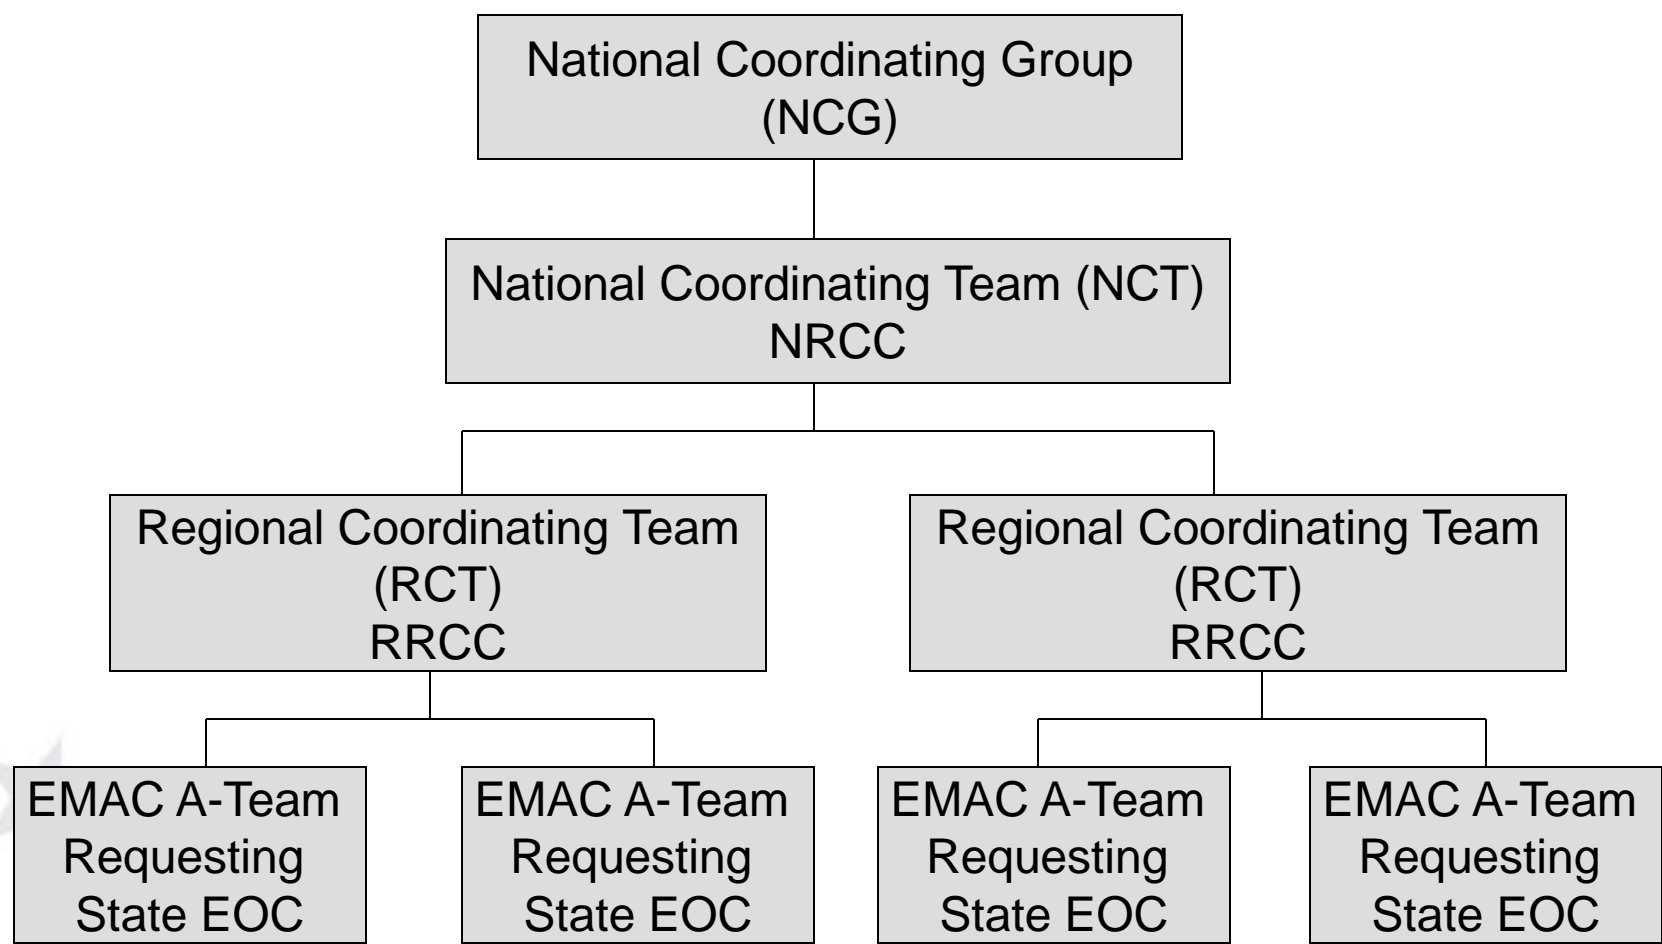 National Coordinating Group
(NCG)
National Coordinating Team (NCT)
NRCC
Regional Coordinating Team
(RCT)
RRCC
Regional Coordinating Team
(RCT)
RRCC
EMAC A-Team
Requesting
State EOC
EMAC A-Team
Requesting
State EOC
EMAC A-Team
Requesting
State EOC
EMAC A-Team
Requesting
State EOC